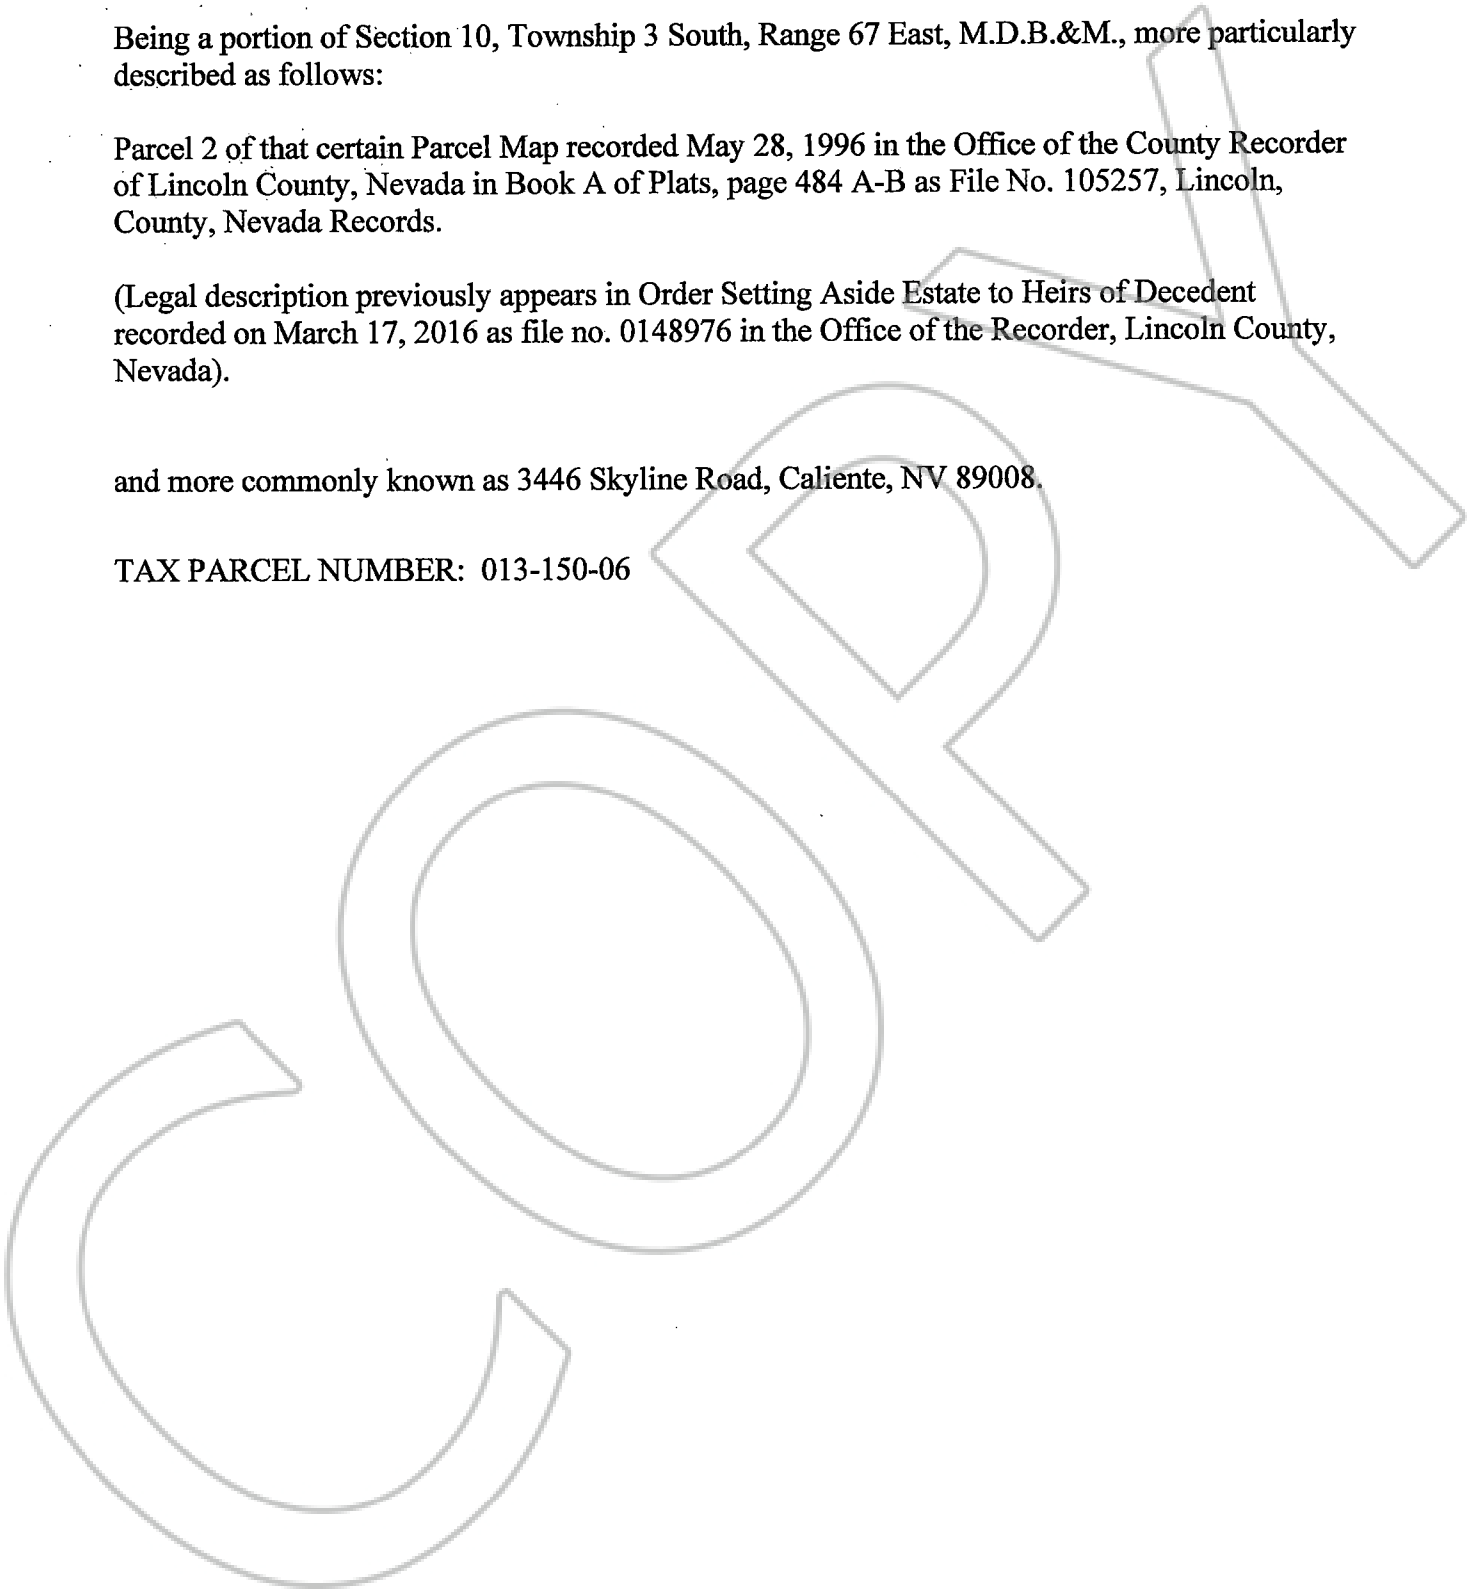 Being a portion of Section 10, Township 3 South, Range 67 East, M.D.B.&M., more particularly
described as follows:
Parcel 2 of that certain Parcel Map recorded May 28, 1996 in the Office of the County Recorder
of Lincoln County, Nevada in Book A of Plats, page 484 A-B as File No. 105257, Lincoln,
County, Nevada Records.
(Legal description previously appears in Order Setting Aside Estate to Heirs of Decedent
recorded on March 17, 2016 as file no. 0148976 in the Office of the Recorder, Lincoln County,
Nevada).
and more commonly known as 3446 Skyline Road, Caliente, NV 89008.
TAX PARCEL NUMBER: 013-150-06
COPY